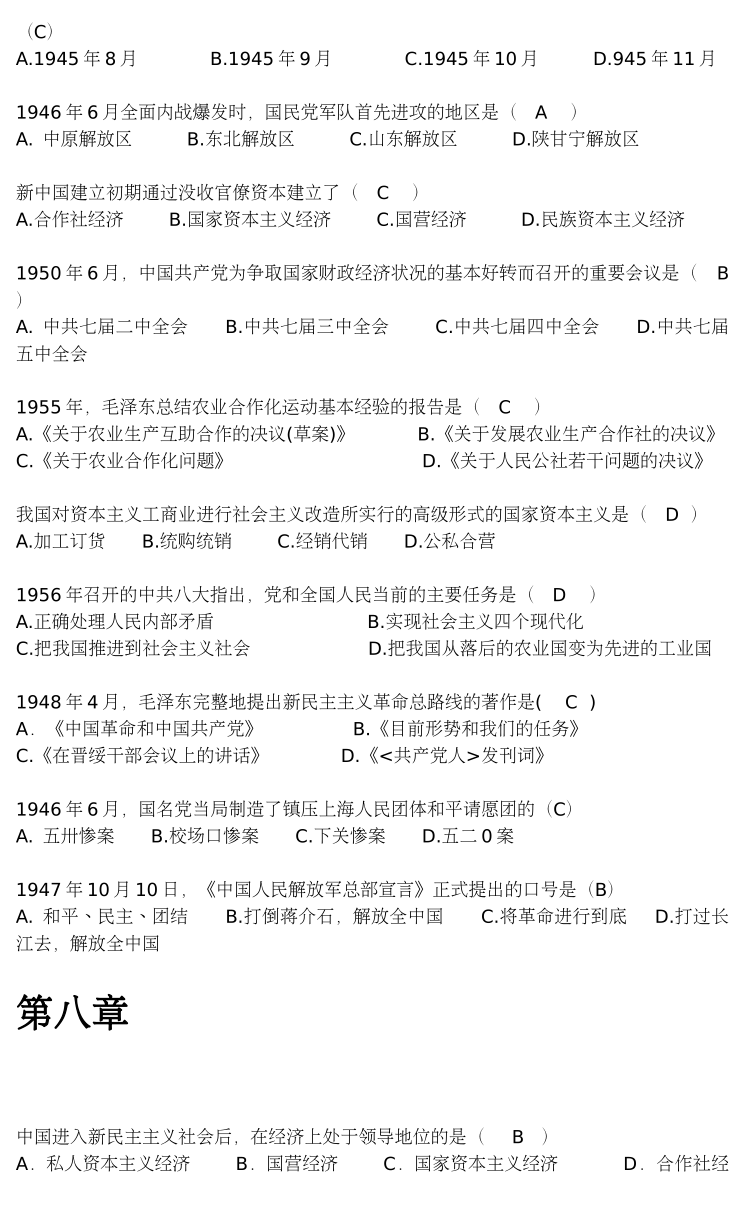 （C）
A.1945 年 8 月 B.1945 年 9 月 C.1945 年 10 月 D.945 年 11 月
1946 年 6 月全面内战爆发时，国民党军队首先进攻的地区是（ A ）
A. 中原解放区 B.东北解放区 C.山东解放区 D.陕甘宁解放区
新中国建立初期通过没收官僚资本建立了（ C ）
A.合作社经济 B.国家资本主义经济 C.国营经济 D.民族资本主义经济
1950 年 6 月，中国共产党为争取国家财政经济状况的基本好转而召开的重要会议是（ B
）
A. 中共七届二中全会 B.中共七届三中全会 C.中共七届四中全会 D.中共七届
五中全会
1955 年，毛泽东总结农业合作化运动基本经验的报告是（ C ）
A.《关于农业生产互助合作的决议(草案)》 B.《关于发展农业生产合作社的决议》
C.《关于农业合作化问题》 D.《关于人民公社若干问题的决议》
我国对资本主义工商业进行社会主义改造所实行的高级形式的国家资本主义是（ D ）
A.加工订货 B.统购统销 C.经销代销 D.公私合营
1956 年召开的中共八大指出，党和全国人民当前的主要任务是（ D ）
A.正确处理人民内部矛盾 B.实现社会主义四个现代化
C.把我国推进到社会主义社会 D.把我国从落后的农业国变为先进的工业国
1948 年 4 月，毛泽东完整地提出新民主主义革命总路线的著作是( C )
A．《中国革命和中国共产党》 B.《目前形势和我们的任务》
C.《在晋绥干部会议上的讲话》 D.《<共产党人>发刊词》
1946 年 6 月，国名党当局制造了镇压上海人民团体和平请愿团的（C）
A. 五卅惨案 B.校场口惨案 C.下关惨案 D.五二 0 案
1947 年 10 月 10 日，《中国人民解放军总部宣言》正式提出的口号是（B）
A. 和平、民主、团结 B.打倒蒋介石，解放全中国 C.将革命进行到底 D.打过长
江去，解放全中国
第八章
中国进入新民主主义社会后，在经济上处于领导地位的是（ B ）
A．私人资本主义经济 B．国营经济 C．国家资本主义经济 D．合作社经